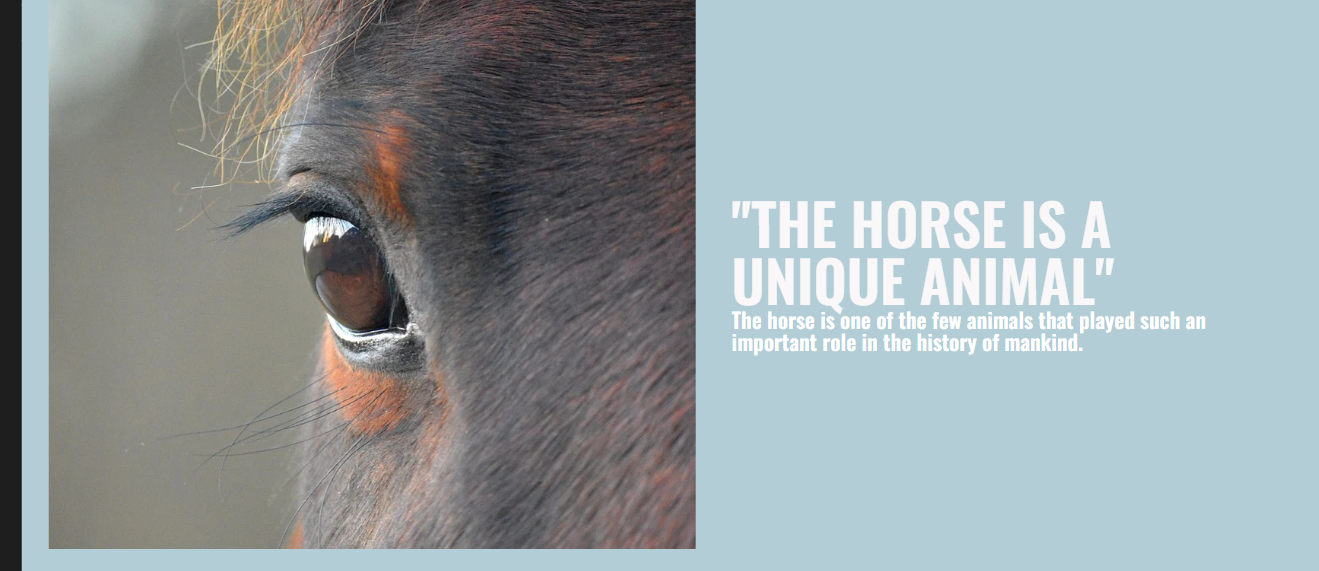 "THE HORSE IS A
UNIQUE ANIMAL"
The horse is one of the few animals that played such an
important role in the history of mankind.